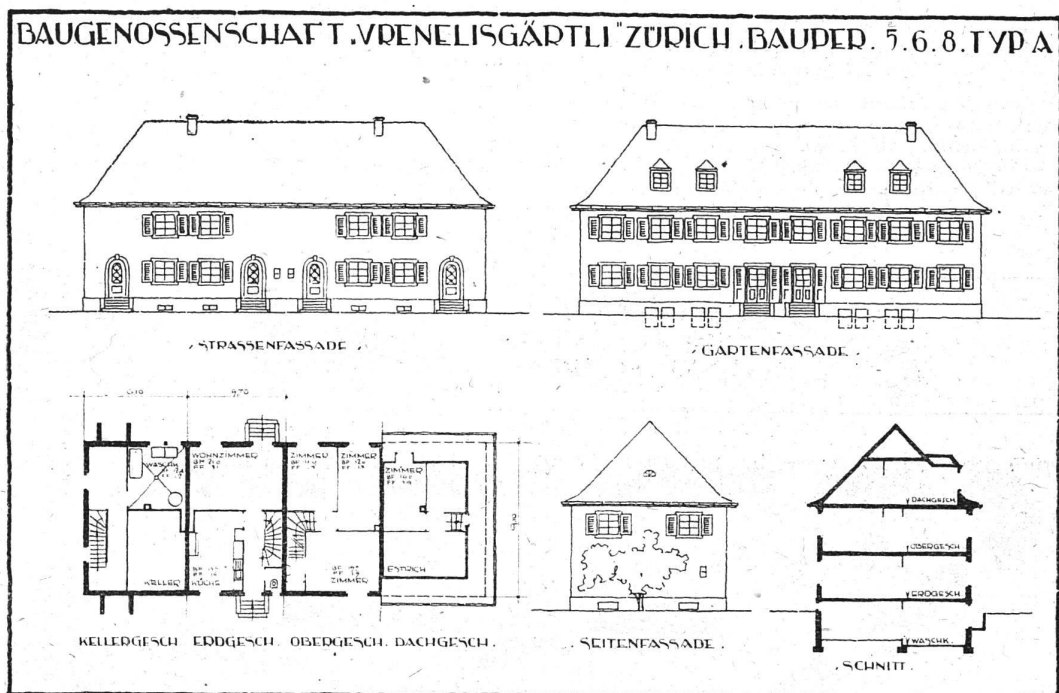 BAUGENOSSENSCHAFT „VRENELISGÄRTLI" ZÜRICH. BAUPER. 5.6.8. TYP A
. STRASSENFASSADE .
. GARTENFASSADE .
WASCHK
WOHNZIMMER
ZIMMER
ZIMMER
ZIMMER
KELLER
KÜCHE
ZIMMER
ESTRICH
DACHGESCH.
OBERGESCH.
ERDGESCH.
WASCHK.
KELLERGESCH. ERDGESCH. OBERGESCH. DACHGESCH.
. SEITENFASSADE .
. SCHNITT .